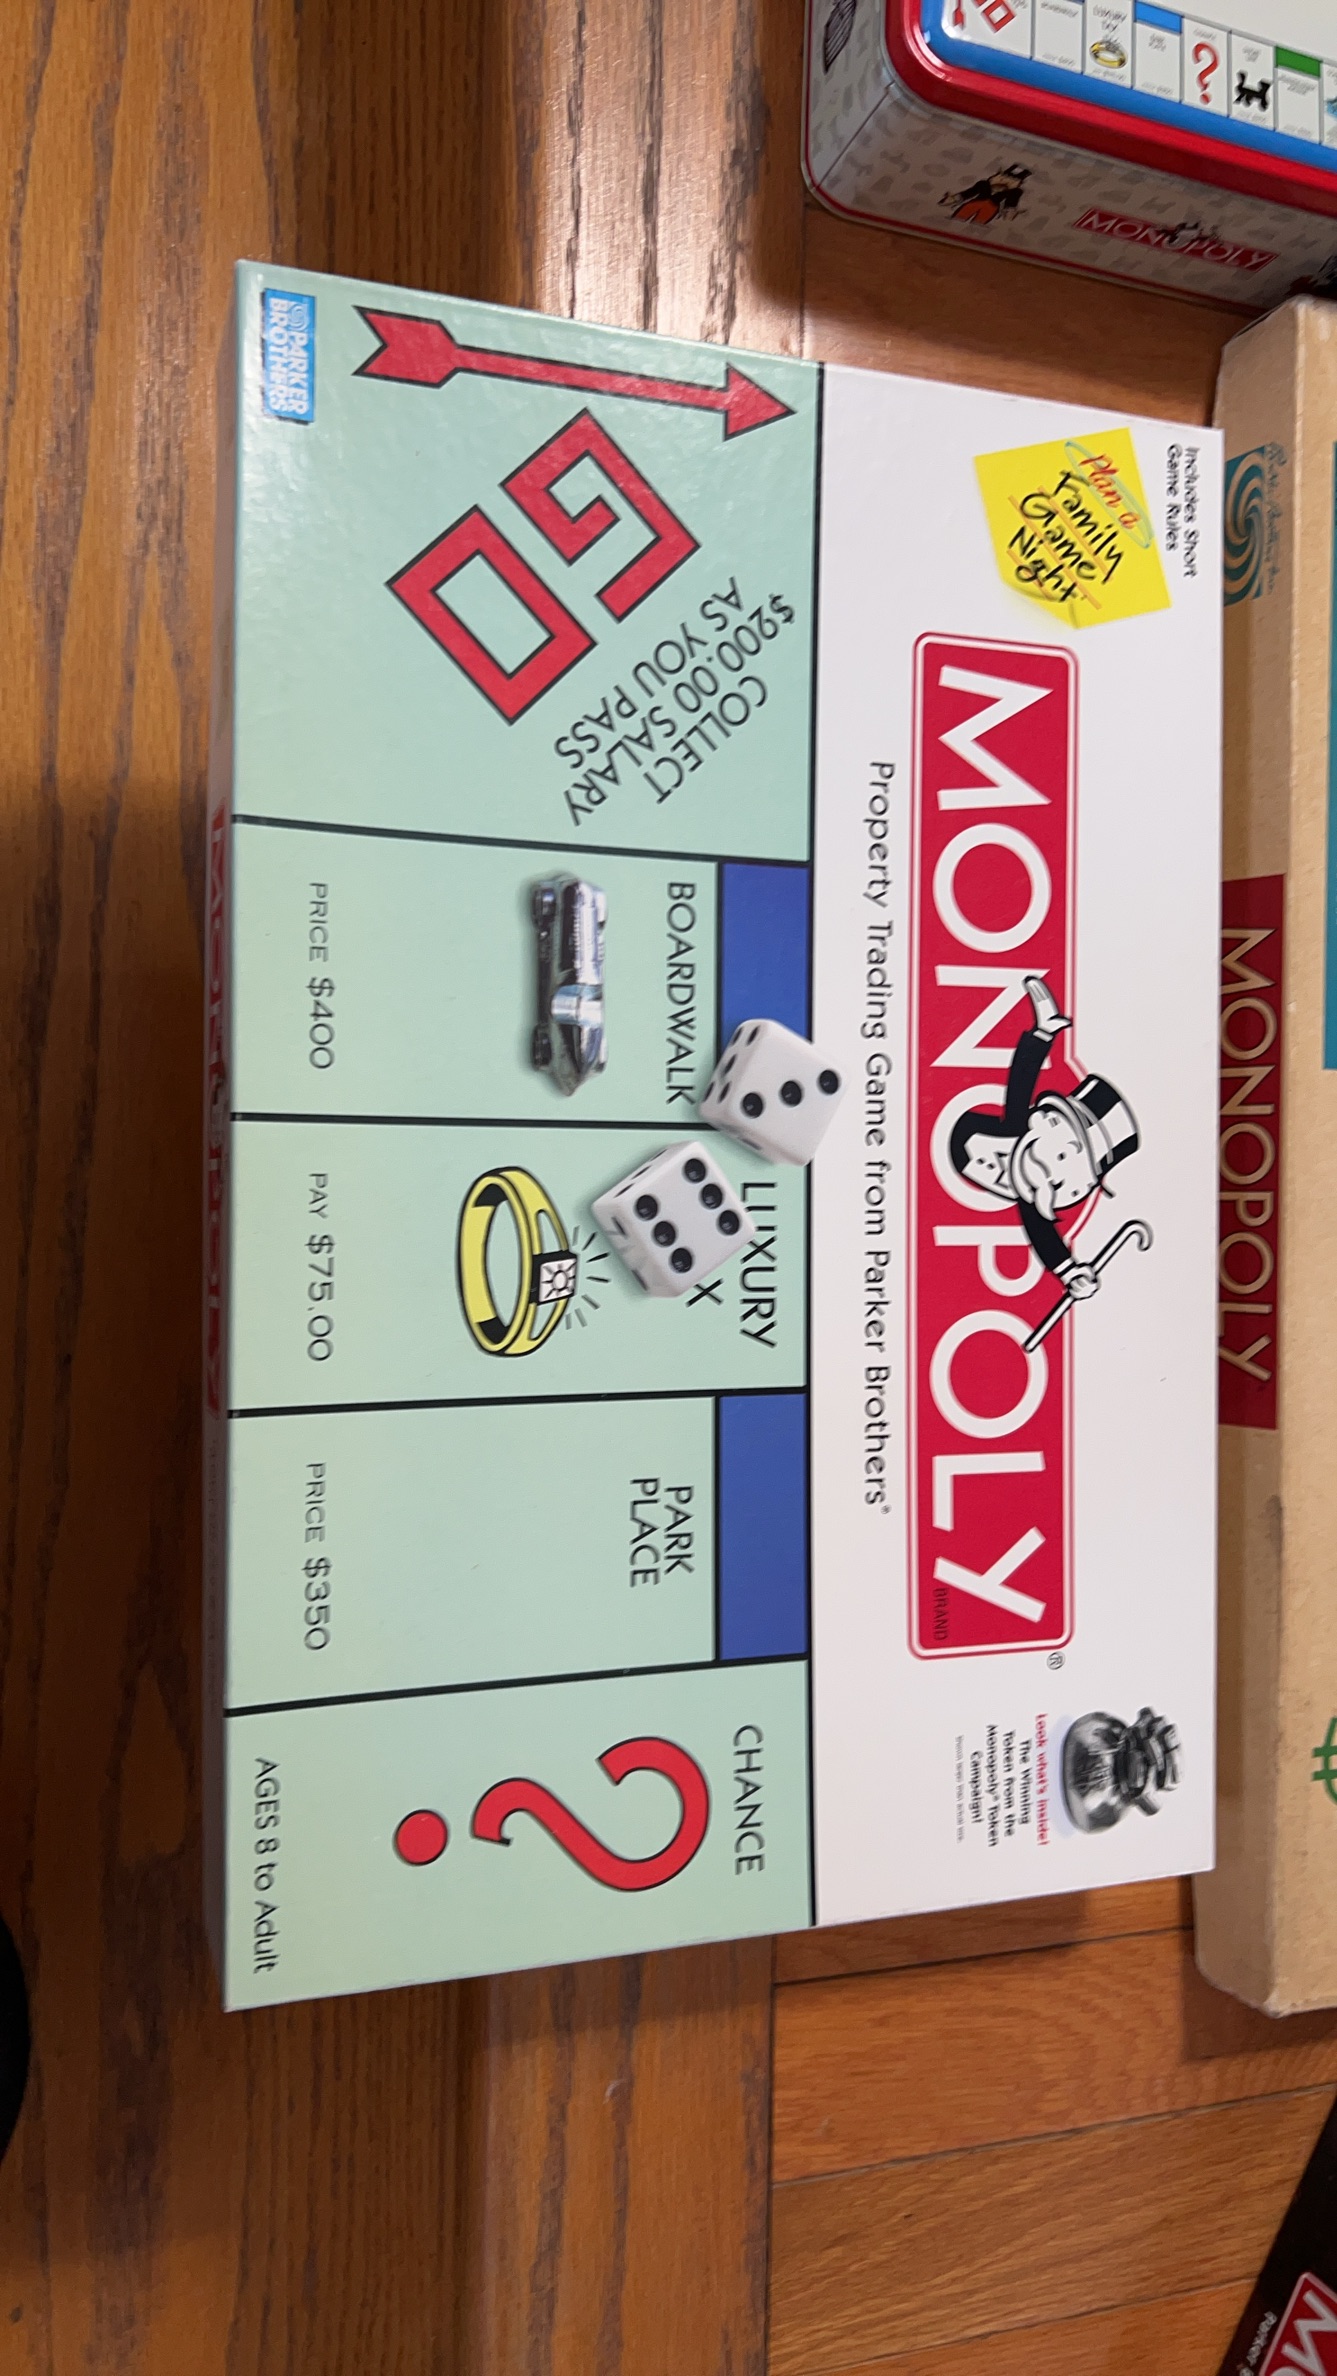 Includes Short
Game Rules
Plan a
Family
Game
Night
MONOPOLY
BRAND
®
Property Trading Game from Parker Brothers®
Look what's inside!
The Winning
Token from the
Monopoly® Token
Campaign!
GO
COLLECT
$200.00 SALARY
AS YOU PASS
BOARDWALK
PRICE $400
LUXURY
X
PAY $75.00
PARK
PLACE
PRICE $350
CHANCE
?
AGES 8 to Adult
PARKER
BROTHERS
MONOPOLY
MONOPOLY
MONOPOLY
GO
?